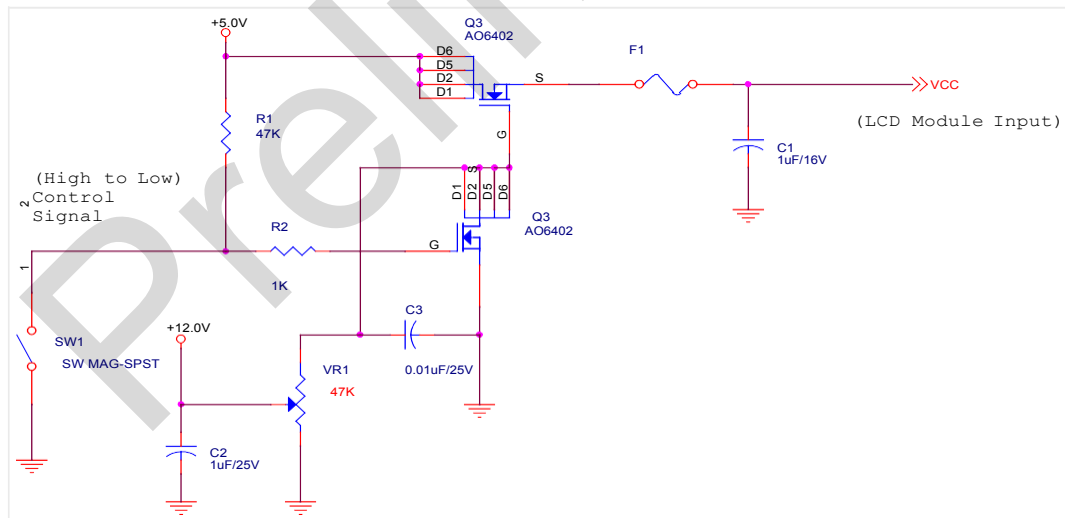 +5.0V
Q3
AO6402
D6
D5
D2
D1
S
G
F1
VCC
(LCD Module Input)
C1
1uF/16V
R1
47K
(High to Low)
Control
Signal
2
1
R2
1K
G
D1
D2
S
D5
D6
Q3
AO6402
SW1
SW MAG-SPST
+12.0V
VR1
47K
C3
0.01uF/25V
C2
1uF/25V
Preli